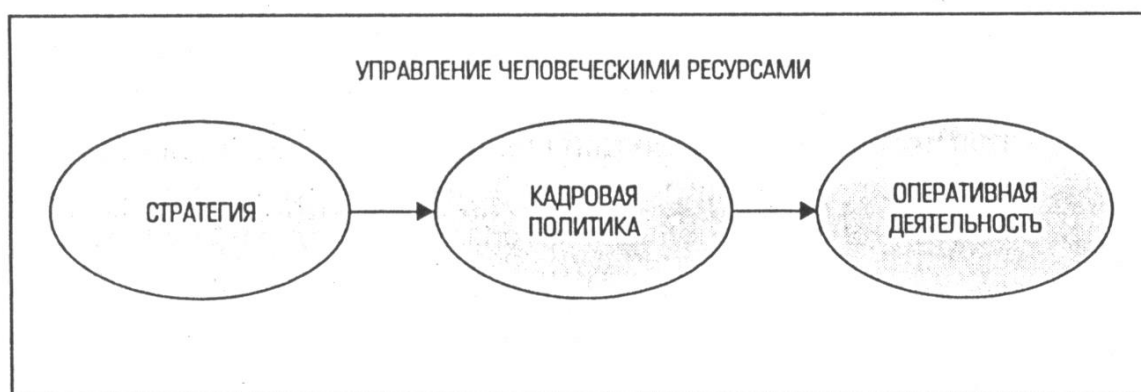 УПРАВЛЕНИЕ ЧЕЛОВЕЧЕСКИМИ РЕСУРСАМИ
СТРАТЕГИЯ
КАДРОВАЯ
ПОЛИТИКА
ОПЕРАТИВНАЯ
ДЕЯТЕЛЬНОСТЬ